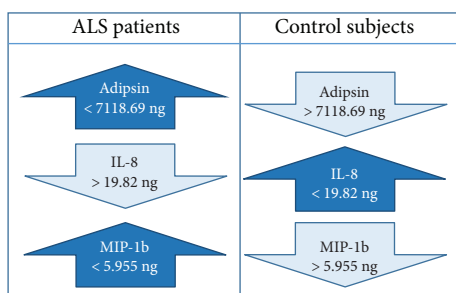 ALS patients
Control subjects
Adipsin
< 7118.69 ng
Adipsin
> 7118.69 ng
IL-8
> 19.82 ng
IL-8
< 19.82 ng
MIP-1b
< 5.955 ng
MIP-1b
> 5.955 ng